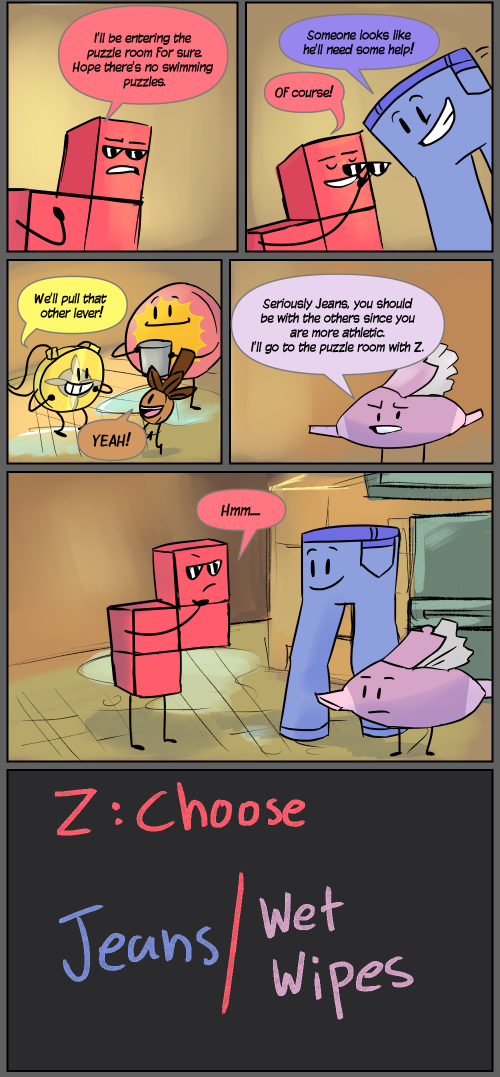 I'll be entering the
puzzle room for sure.
Hope there's no swimming
puzzles.
Someone looks like
he'll need some help!
OF course!
We'll pull that
other lever!
YEAH!
Seriously Jeans, you should
be with the others since you
are more athletic.
I'll go to the puzzle room with Z.
Hmm....
Z: Choose
Jeans/Wet
Wipes